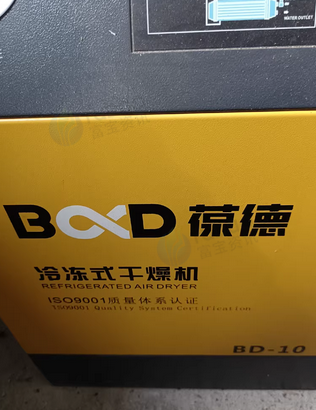 WATER OUTLET
BOD 葆德
冷冻式干燥机
REFRIGERATED AIR DRYER
ISO9001质量体系认证
ISO9001 Quality System Certification
BD-10